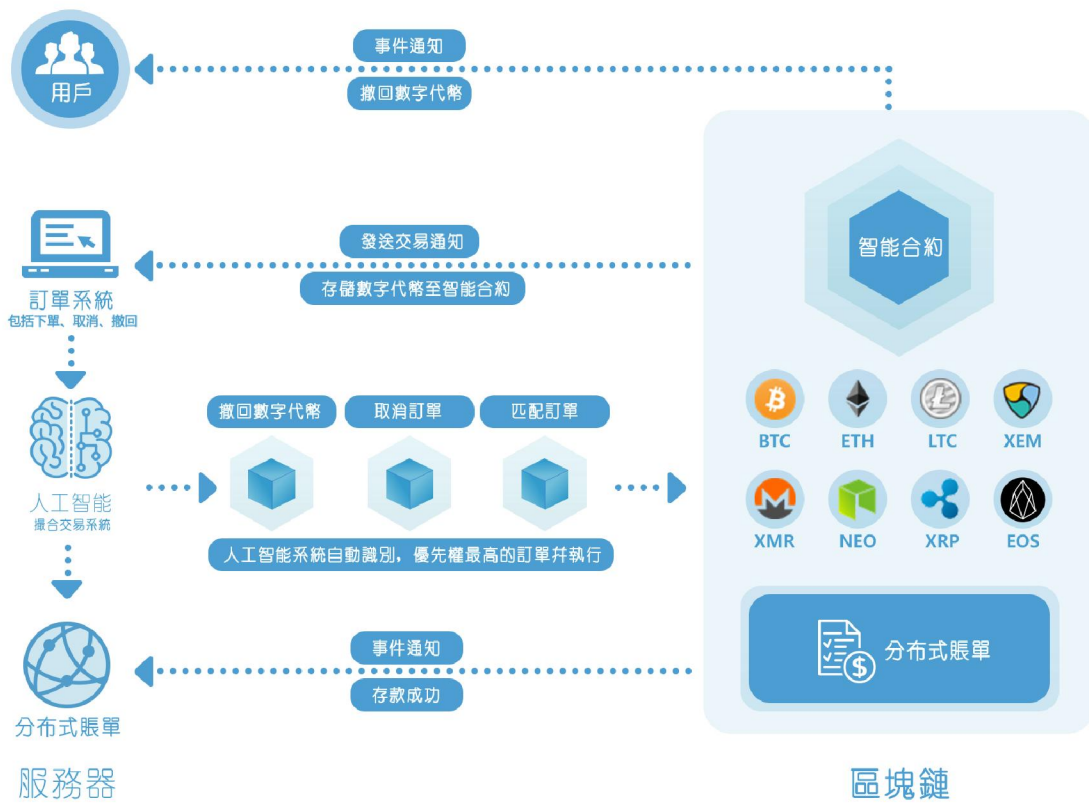 事件通知
用戶
撤回數字代幣
智能合約
發送交易通知
存儲數字代幣至智能合約
訂單系統
包括下單、取消、撤回
撤回數字代幣
取消訂單
匹配訂單
BTC
ETH
LTC
XEM
人工智能
撮合交易系統
人工智能系統自動識別，優先權最高的訂單并執行
XMR
NEO
XRP
EOS
事件通知
存款成功
分布式賬單
分布式賬單
服務器
區塊鏈